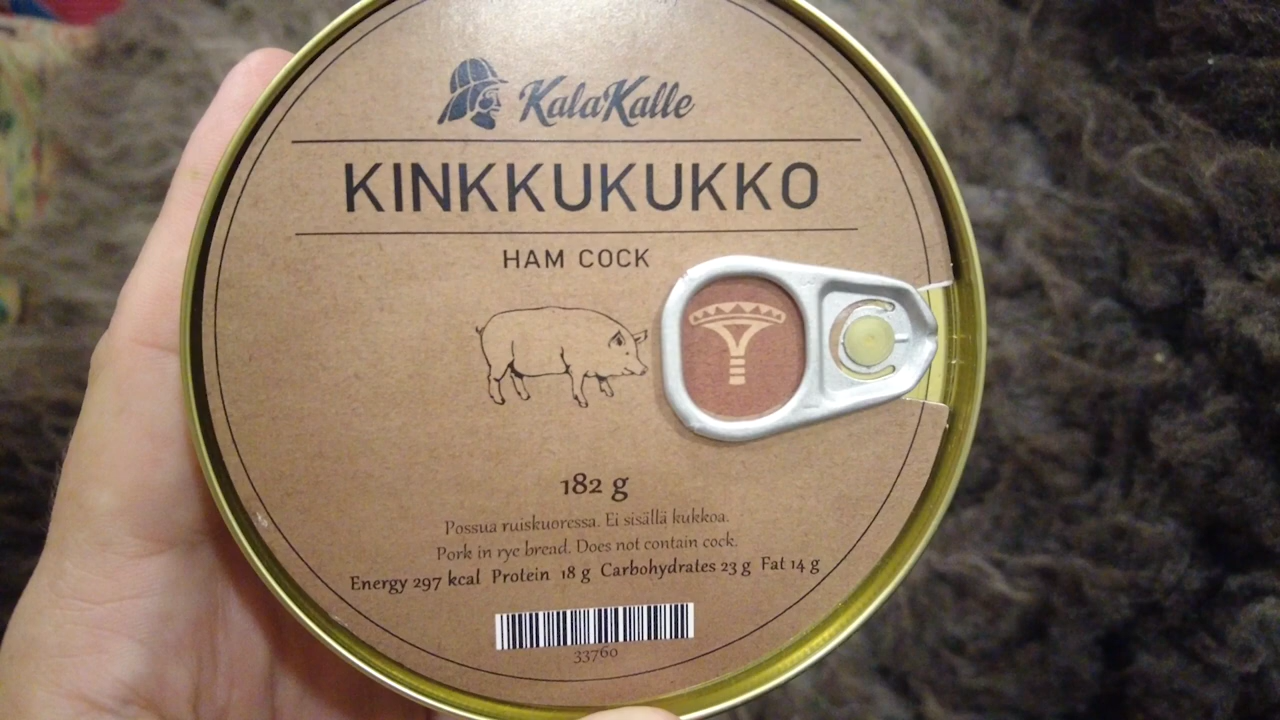 KalaKalle
KINKKUKUKKO
HAM COCK
182 g
Possua ruiskuoressa. Ei sisällä kukkoa.
Pork in rye bread. Does not contain cock.
Energy 297 kcal Protein 18 g Carbohydrates 23 g Fat 14 g
33760